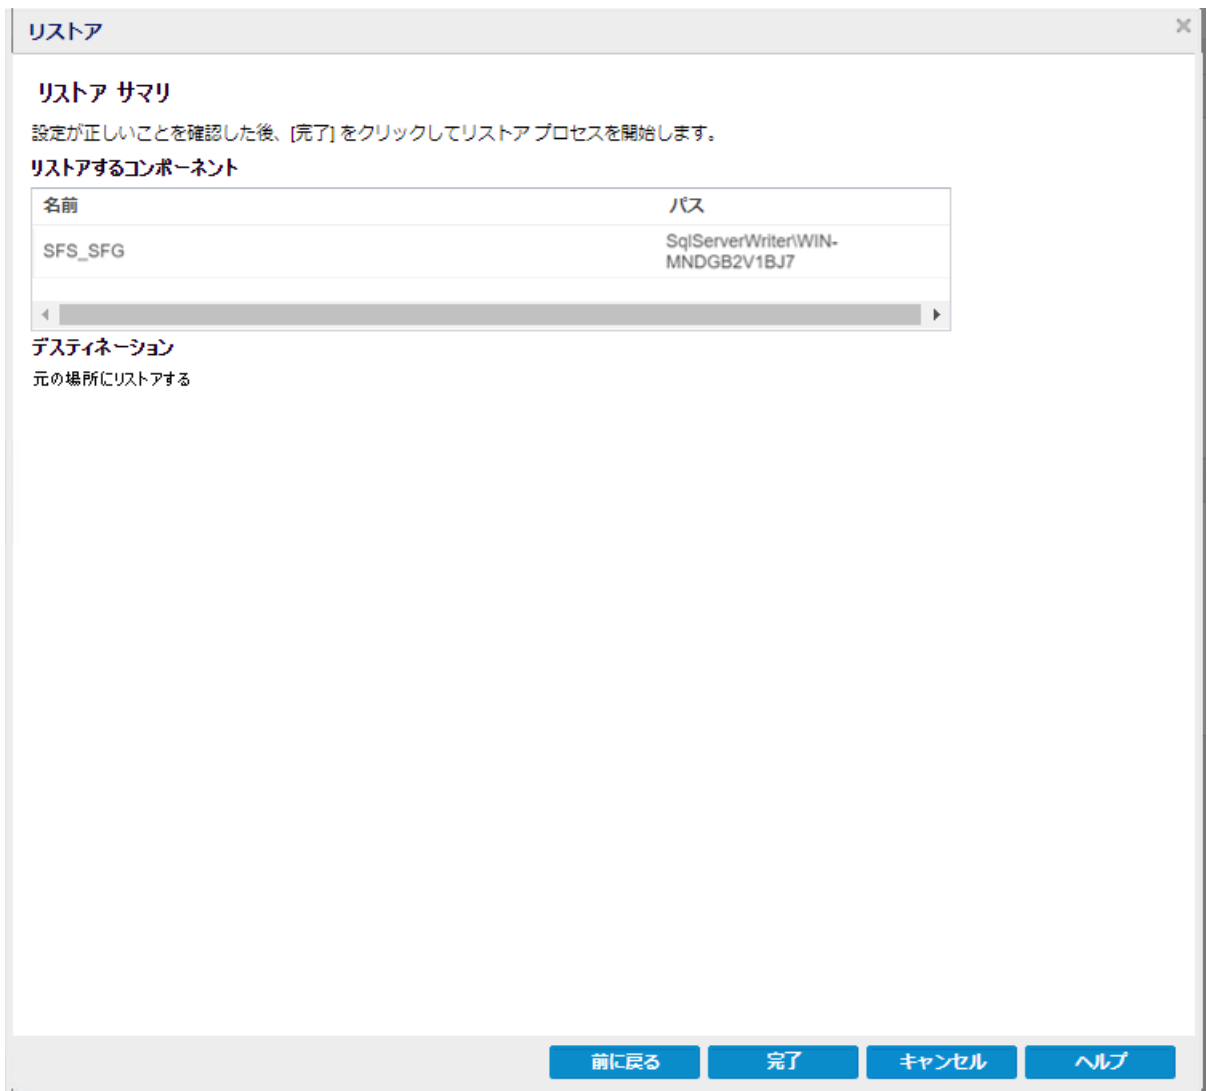 リストア
リストア サマリ
設定が正しいことを確認した後、[完了] をクリックしてリストア プロセスを開始します。
リストアするコンポーネント
名前 パス
SFS_SFG SqlServerWriter\WIN-
MNDGB2V1BJ7
デスティネーション
元の場所にリストアする
前に戻る 完了 キャンセル ヘルプ